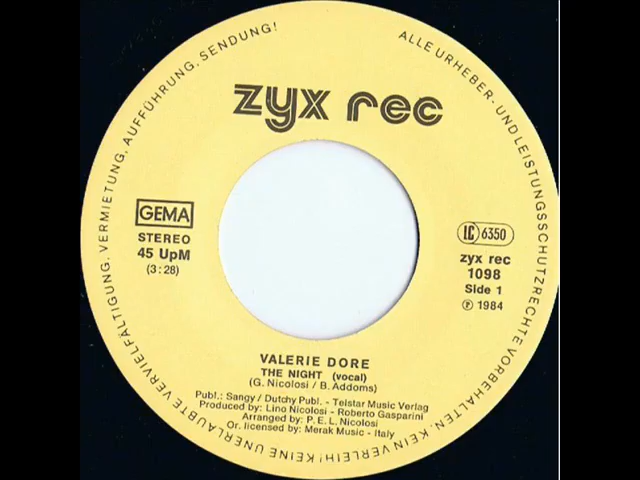 ALLE URHEBER- UND LEISTUNGSSCHUTZRECHTE VORBEHALTEN. KEIN VERLEIH! KEINE UNERLAUBTE VERVIELFÄLTIGUNG, VERMIETUNG, AUFFÜHRUNG, SENDUNG!
zyx rec
GEMA
STEREO
45 UpM
(3:28)
LC 6350
zyx rec
1098
Side 1
Ⓟ 1984
VALERIE DORE
THE NIGHT (vocal)
(G. Nicolosi / B. Addoms)
Publ.: Sangy / Dutchy Publ. - Telstar Music Verlag
Produced by: Lino Nicolosi - Roberto Gasparini
Arranged by: P. E. L. Nicolosi
Or. licensed by: Merak Music - Italy